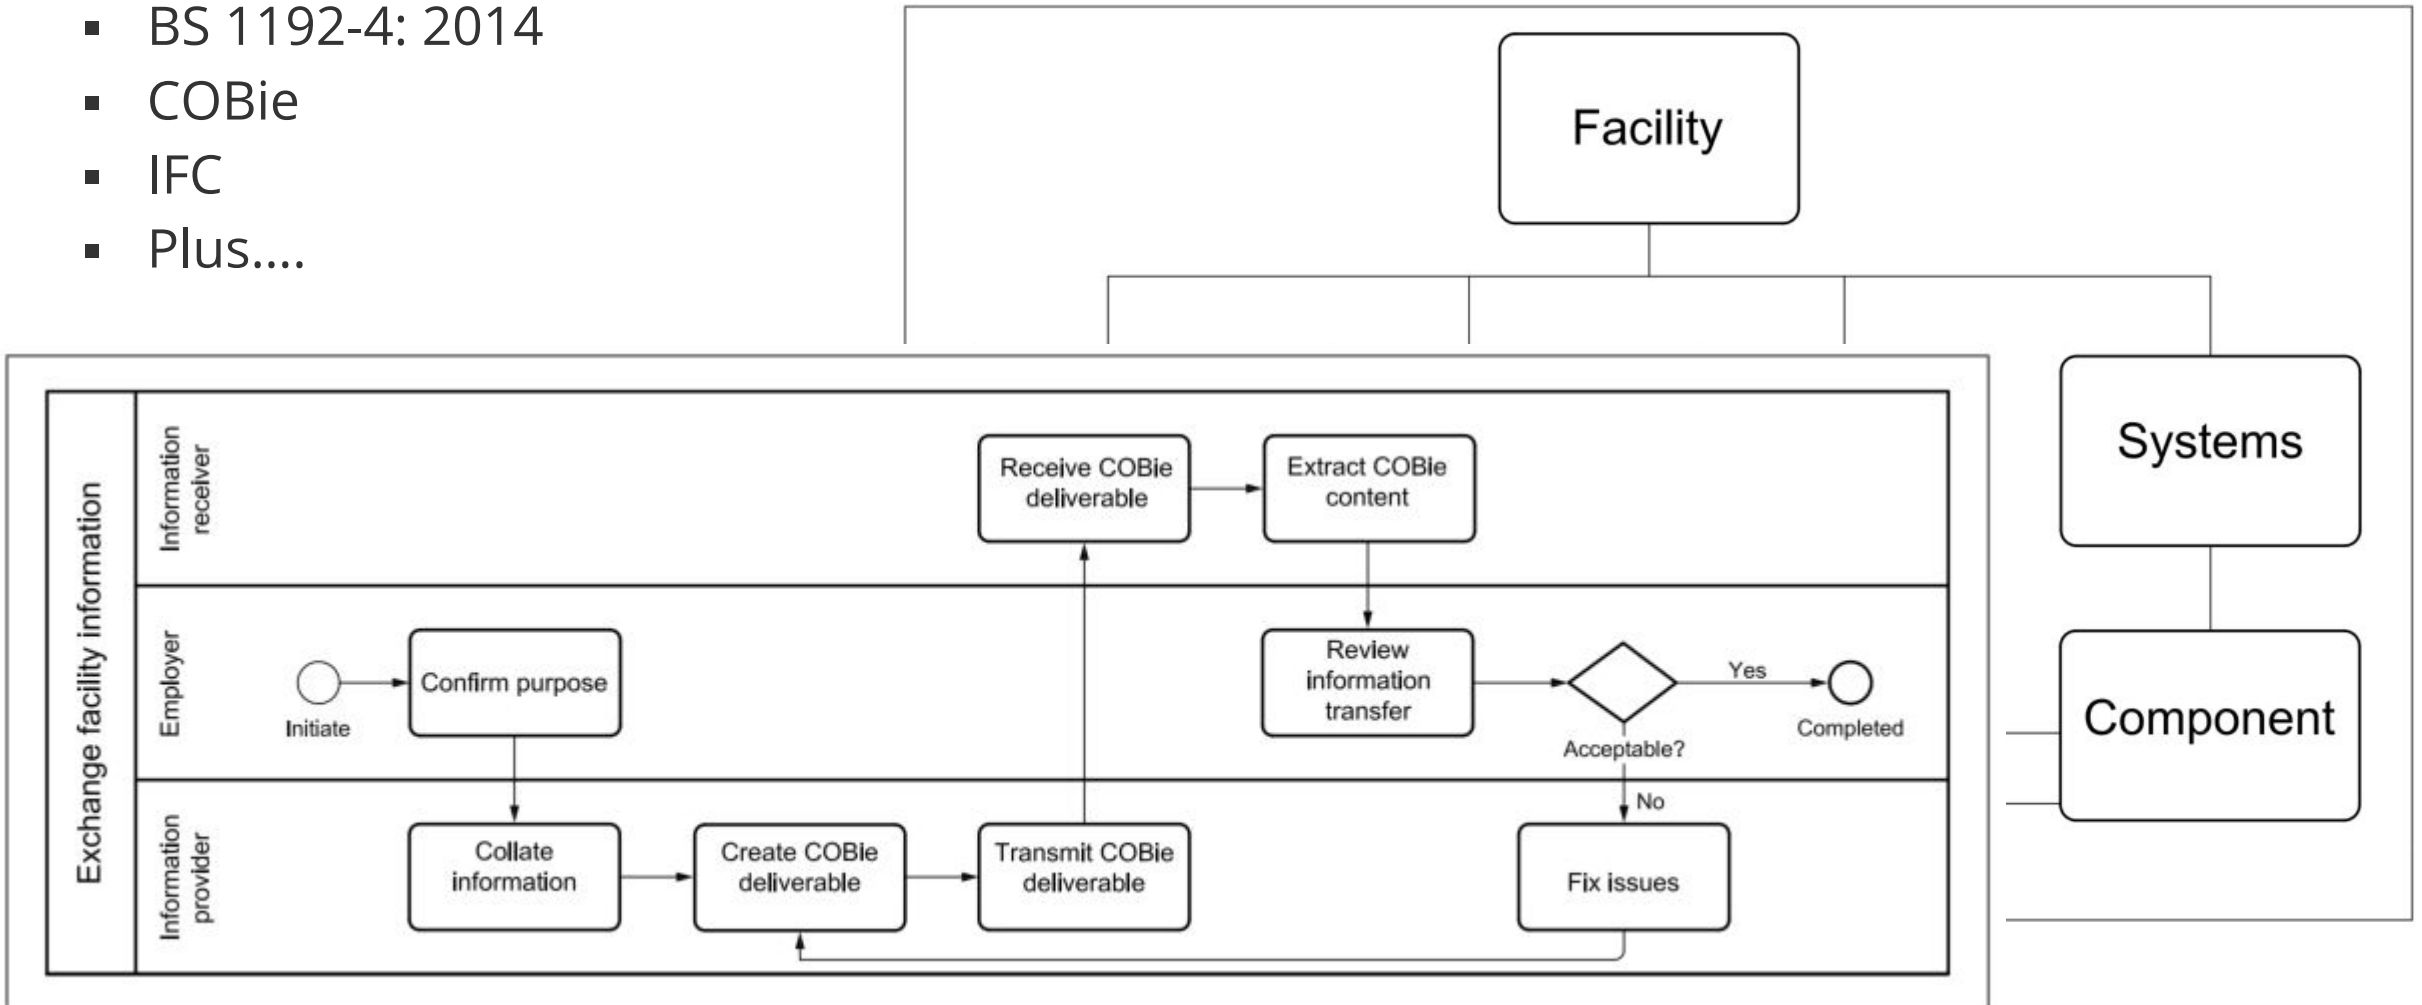 BS 1192-4: 2014
COBie
IFC
Plus....
Facility
Systems
Component
Exchange facility information
Information
receiver
Receive COBie
deliverable
Extract COBie
content
Employer
Initiate
Confirm purpose
Review
information
transfer
Acceptable?
Yes
Completed
No
Information
provider
Collate
information
Create COBie
deliverable
Transmit COBie
deliverable
Fix issues